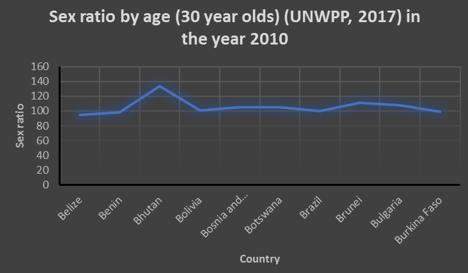 Sex ratio by age (30 year olds) (UNWPP, 2017) in
the year 2010
160
140
120
100
80
60
40
20
0
Sex ratio
Belize
Benin
Bhutan
Bolivia
Bosnia and...
Botswana
Brazil
Brunei
Bulgaria
Burkina Faso
Country